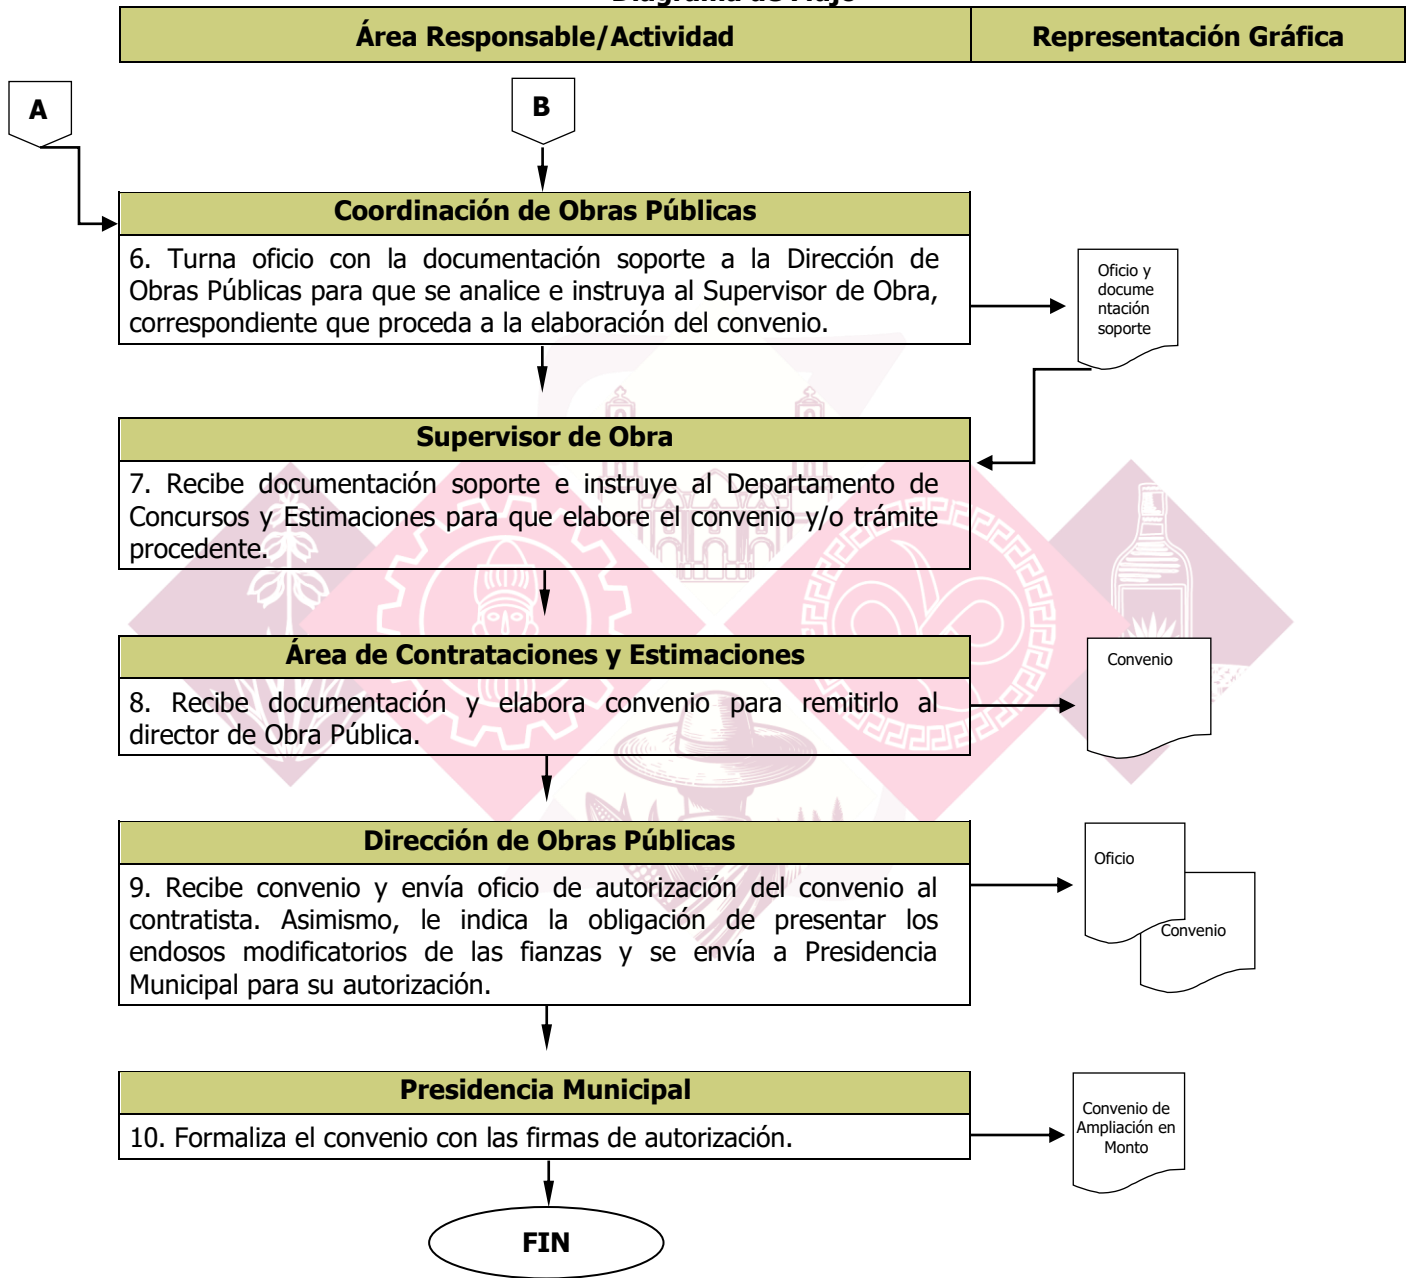 Diagrama de Flujo
Área Responsable/Actividad
Representación Gráfica
A
B
Coordinación de Obras Públicas
6. Turna oficio con la documentación soporte a la Dirección de
Obras Públicas para que se analice e instruya al Supervisor de Obra,
correspondiente que proceda a la elaboración del convenio.
Oficio y
docume
ntación
soporte
Supervisor de Obra
7. Recibe documentación soporte e instruye al Departamento de
Concursos y Estimaciones para que elabore el convenio y/o trámite
procedente.
Área de Contrataciones y Estimaciones
8. Recibe documentación y elabora convenio para remitirlo al
director de Obra Pública.
Convenio
Dirección de Obras Públicas
9. Recibe convenio y envía oficio de autorización del convenio al
contratista. Asimismo, le indica la obligación de presentar los
endosos modificatorios de las fianzas y se envía a Presidencia
Municipal para su autorización.
Oficio
Convenio
Presidencia Municipal
10. Formaliza el convenio con las firmas de autorización.
Convenio de
Ampliación en
Monto
FIN